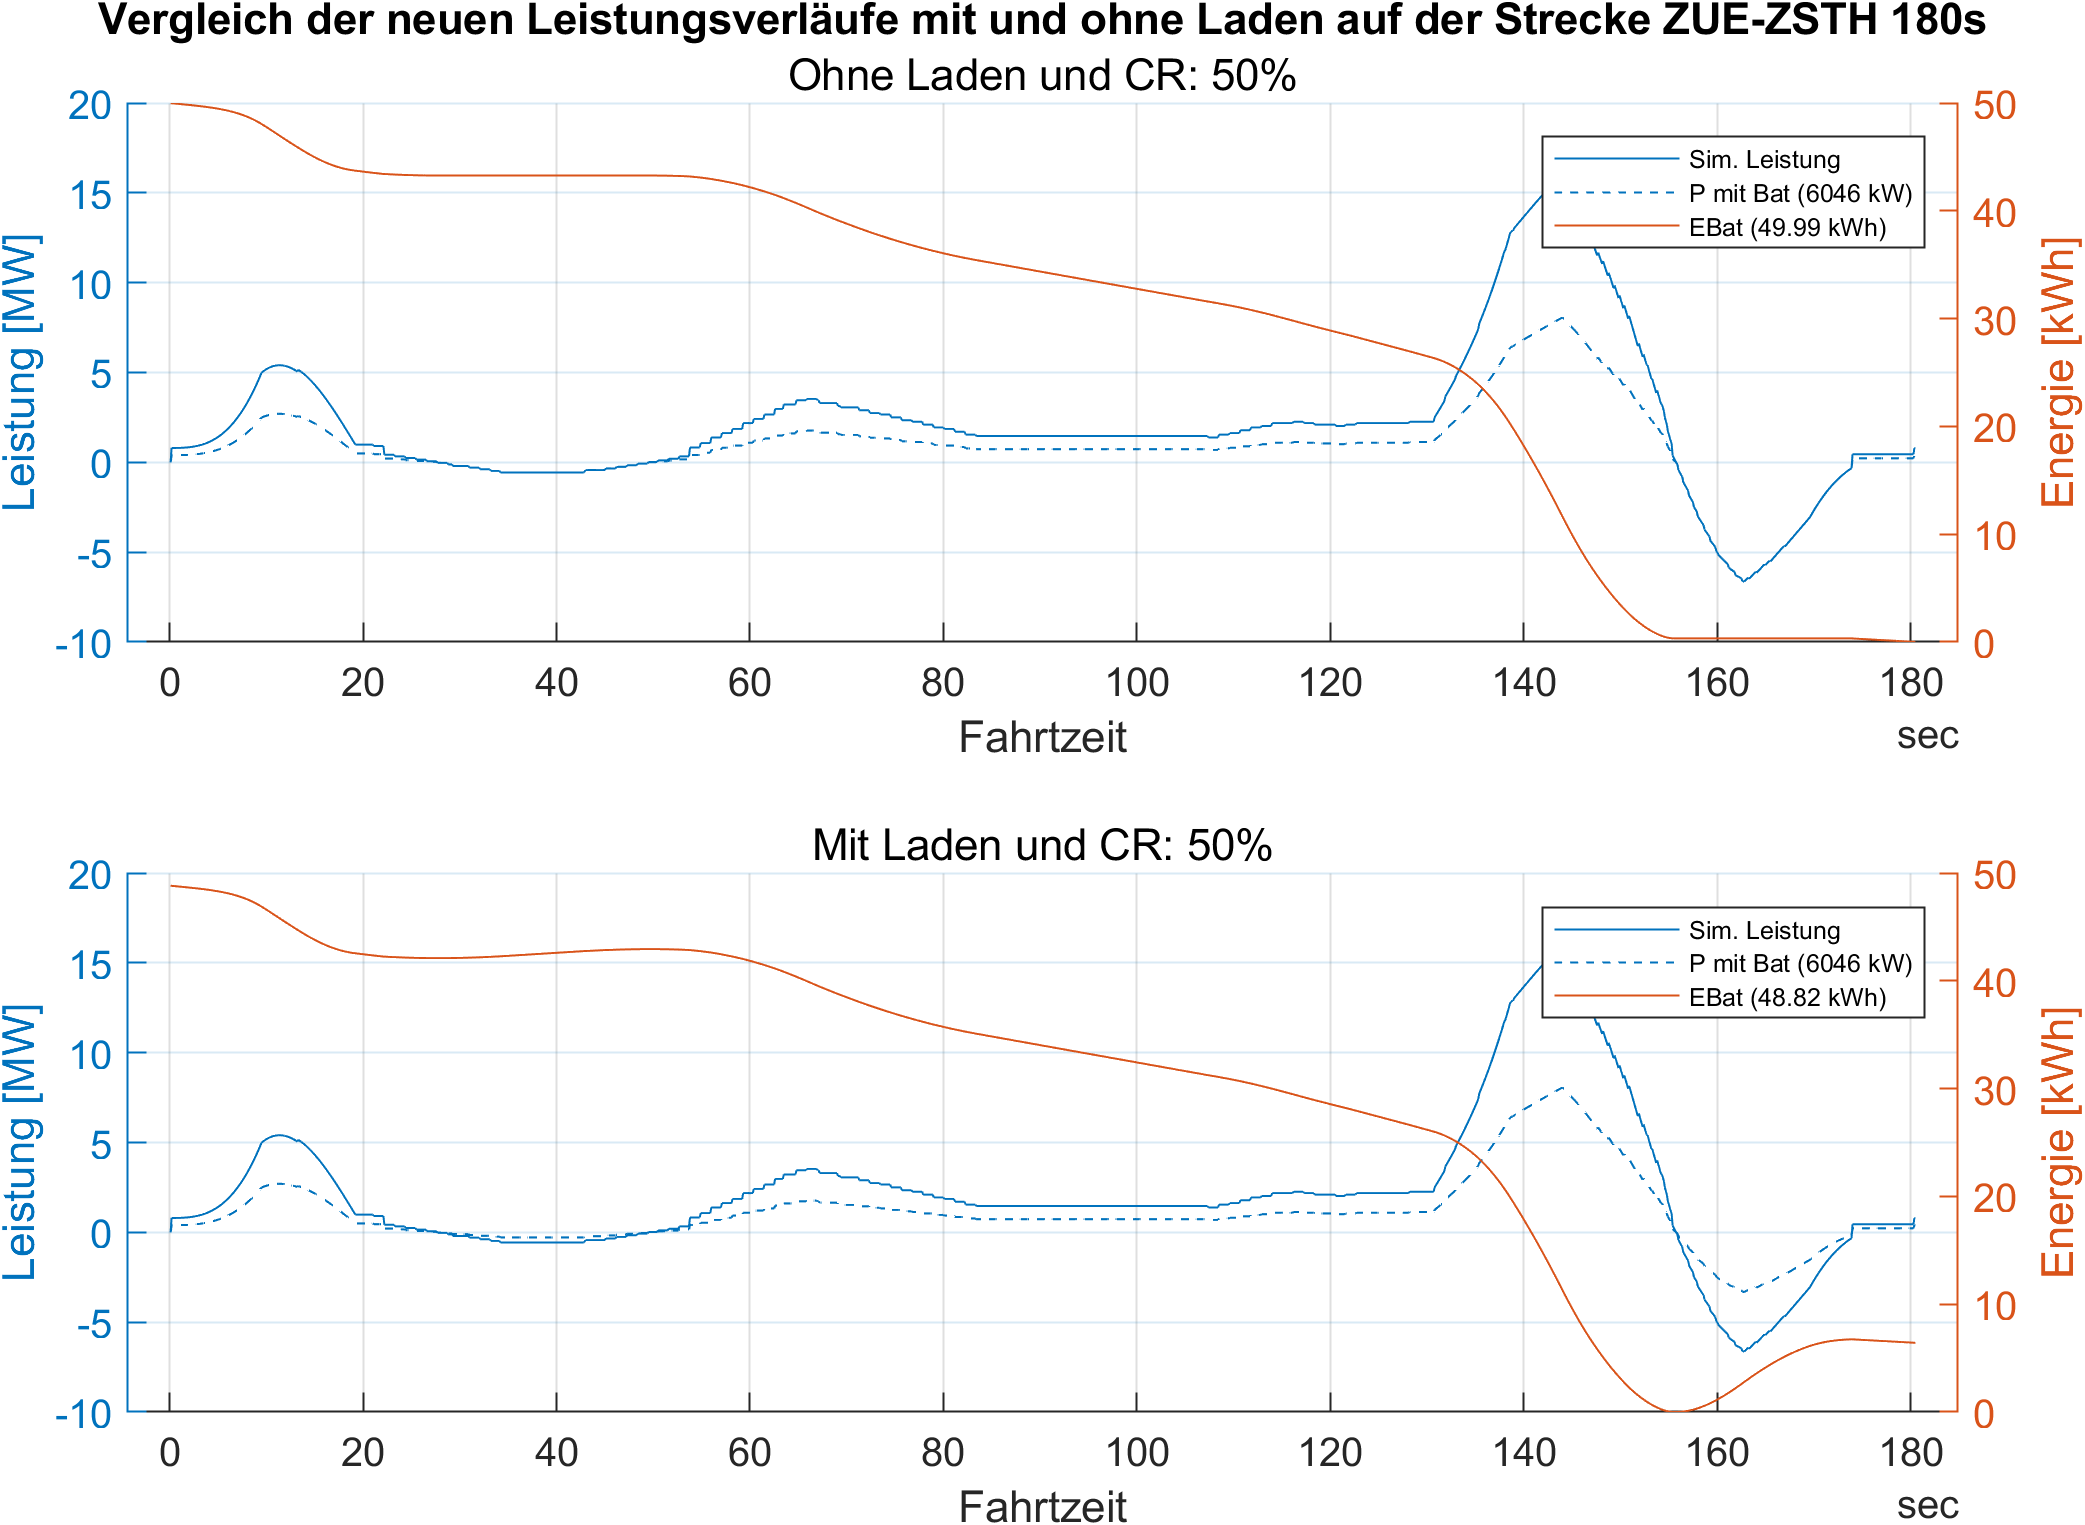 Vergleich der neuen Leistungsverläufe mit und ohne Laden auf der Strecke ZUE-ZSTH 180s
Ohne Laden und CR: 50%
20
15
10
5
0
-5
-10
Leistung [MW]
50
40
30
20
10
0
Energie [kWh]
Sim. Leistung
P mit Bat (6046 kW)
EBat (49.99 kWh)
0 20 40 60 80 100 120 140 160 180
Fahrtzeit
sec
Mit Laden und CR: 50%
20
15
10
5
0
-5
-10
Leistung [MW]
50
40
30
20
10
0
Energie [kWh]
Sim. Leistung
P mit Bat (6046 kW)
EBat (48.82 kWh)
0 20 40 60 80 100 120 140 160 180
Fahrtzeit
sec